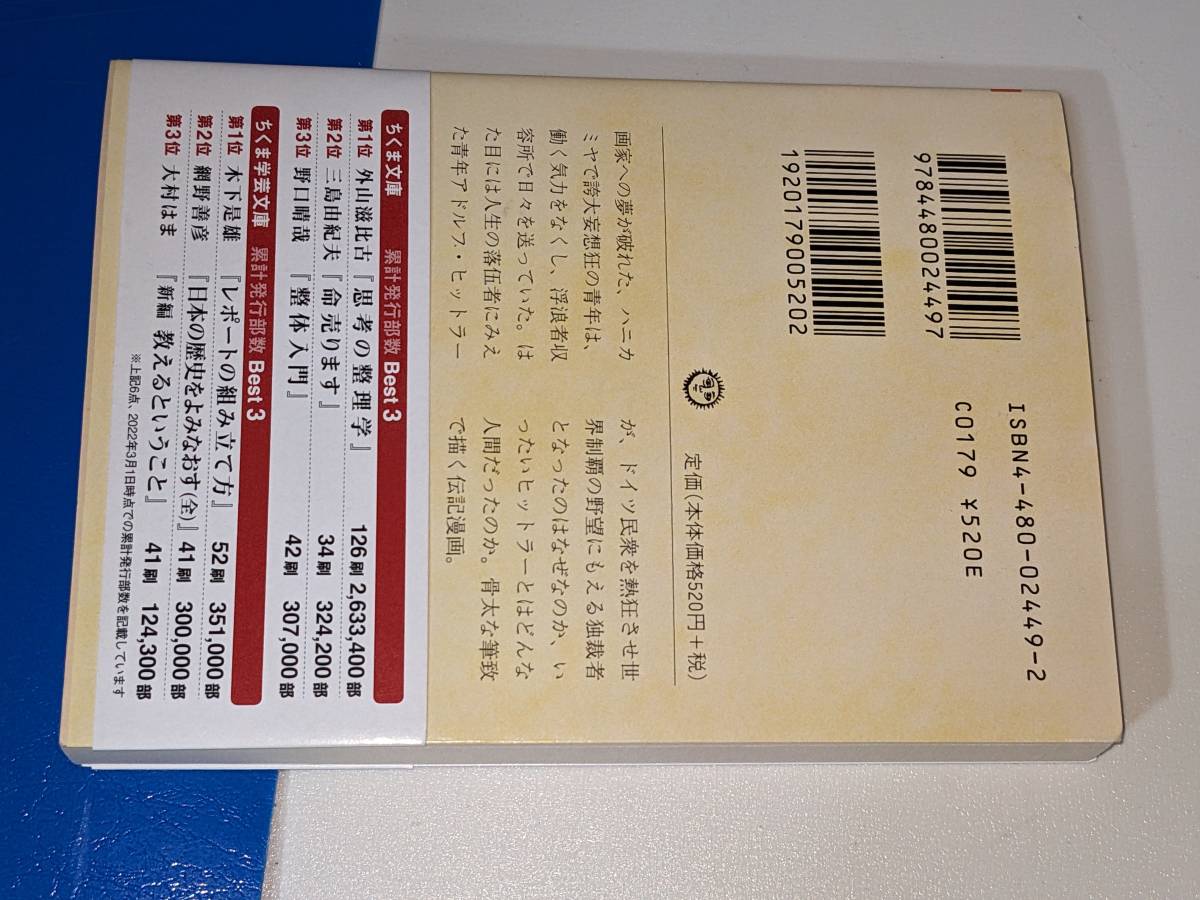 9784480024497
1920179005202
ISBN4-480-02449-2
C0179 ¥520E
定価(本体価格520円+税)
画家への夢が破れた、ハニカ
ミヤで誇大妄想狂の青年は、
働く気力をなくし、浮浪者収
容所で日々を送っていた。は
た目には人生の落伍者にみえ
た青年アドルフ・ヒットラー
が、ドイツ民衆を熱狂させ世
界制覇の野望にもえる独裁者
となったのはなぜなのか、い
ったいヒットラーとはどんな
人間だったのか。骨太な筆致
で描く伝記漫画。
ちくま文庫 累計発行部数 Best 3
第1位 外山滋比古『思考の整理学』 126刷 2,633,400部
第2位 三島由紀夫『命売ります』 34刷 324,200部
第3位 野口晴哉『整体入門』 42刷 307,000部
ちくま学芸文庫 累計発行部数 Best 3
第1位 木下是雄『レポートの組み立て方』 52刷 351,000部
第2位 網野善彦『日本の歴史をよみなおす(全)』 41刷 300,000部
第3位 大村はま『新編 教えるということ』 41刷 124,300部
※上記6点、2022年3月1日時点での累計発行部数を記載しています